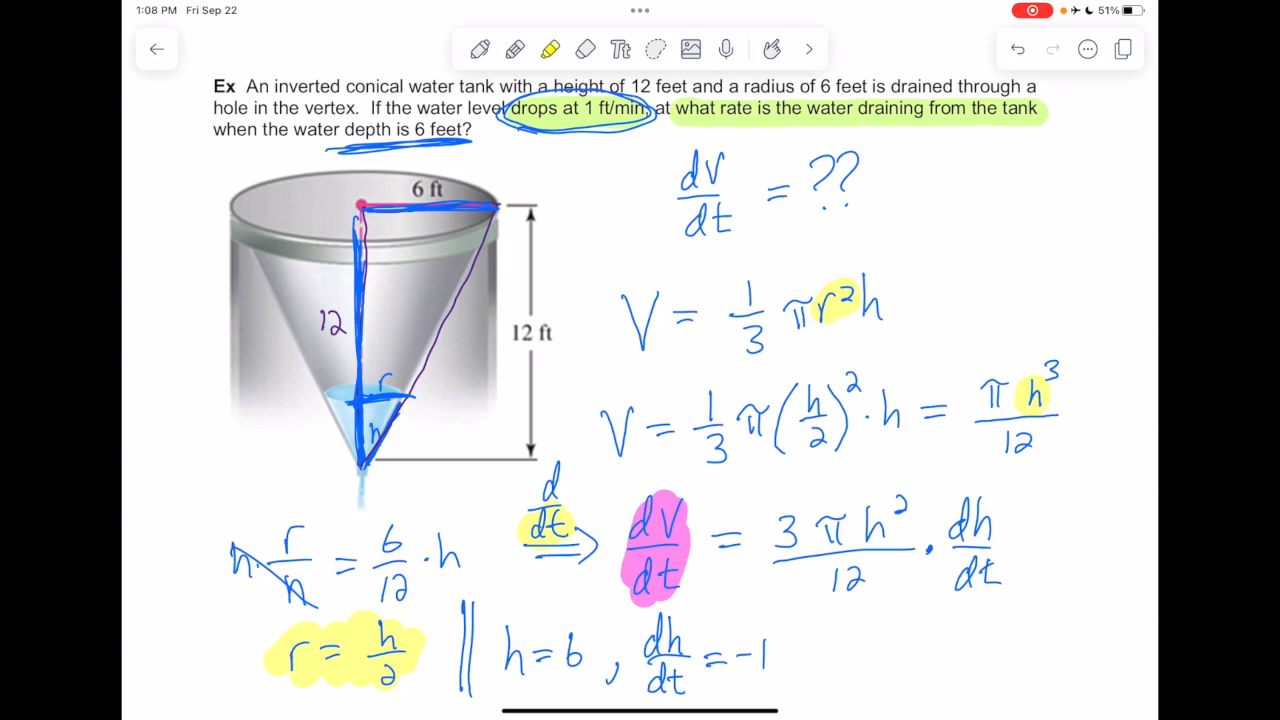 1:08 PM Fri Sep 22
51%
Tt
Ex An inverted conical water tank with a height of 12 feet and a radius of 6 feet is drained through a
hole in the vertex. If the water level drops at 1 ft/min, at what rate is the water draining from the tank
when the water depth is 6 feet?
6 ft
12
12 ft
r
h
dV/dt = ??
V = 1/3 πr²h
V = 1/3 π(h/2)²·h = πh³/12
d/dt ⇒ dV/dt = 3πh²/12 · dh/dt
h· r/h = 6/12 ·h
r = h/2 || h=6, dh/dt = -1